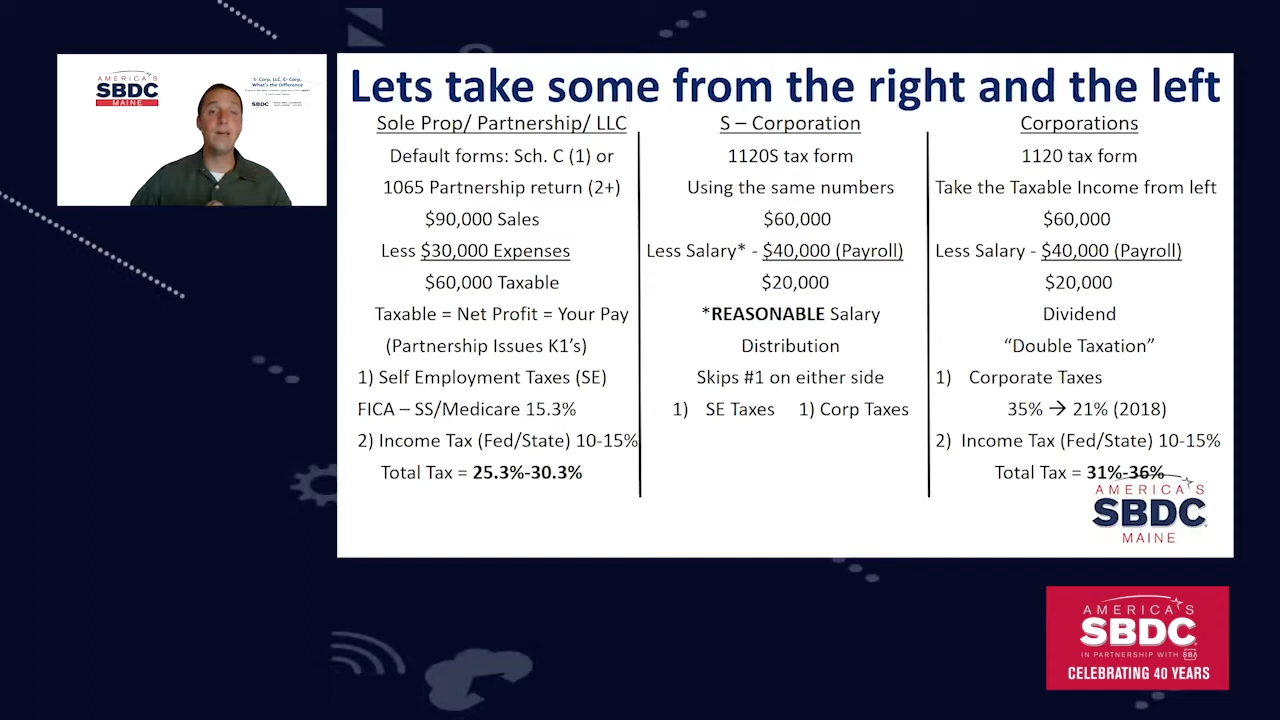 AMERICA'S
SBDC
MAINE
S- Corp, LLC, C- Corp,
What's the Difference
SBDC
Lets take some from the right and the left
Sole Prop/ Partnership/ LLC
Default forms: Sch. C (1) or
1065 Partnership return (2+)
$90,000 Sales
Less $30,000 Expenses
$60,000 Taxable
Taxable = Net Profit = Your Pay
(Partnership Issues K1's)
1) Self Employment Taxes (SE)
FICA – SS/Medicare 15.3%
2) Income Tax (Fed/State) 10-15%
Total Tax = 25.3%-30.3%
S – Corporation
1120S tax form
Using the same numbers
$60,000
Less Salary* - $40,000 (Payroll)
$20,000
*REASONABLE Salary
Distribution
Skips #1 on either side
1) SE Taxes 1) Corp Taxes
Corporations
1120 tax form
Take the Taxable Income from left
$60,000
Less Salary - $40,000 (Payroll)
$20,000
Dividend
“Double Taxation”
1) Corporate Taxes
35% → 21% (2018)
2) Income Tax (Fed/State) 10-15%
Total Tax = 31%-36%
AMERICA'S
SBDC
MAINE
AMERICA'S
SBDC
IN PARTNERSHIP WITH SBA
CELEBRATING 40 YEARS